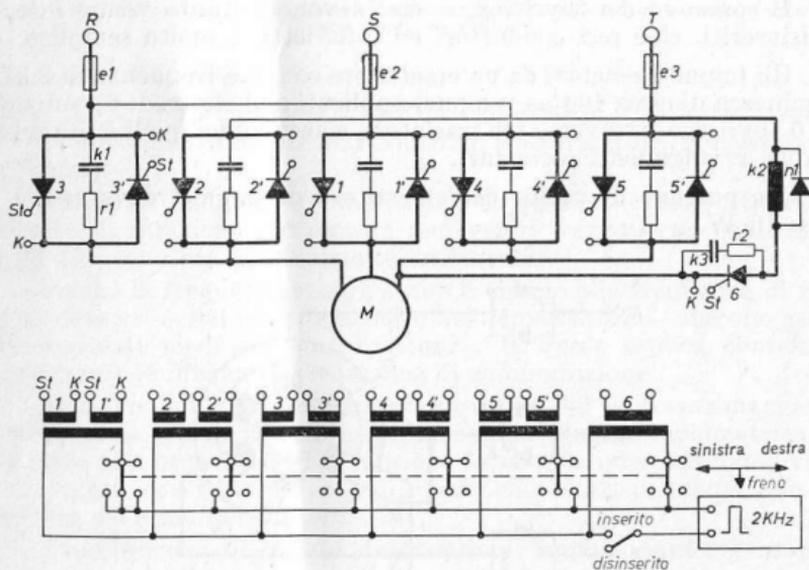 R S T
e1 e2 e3
K
k1 St k2 n1
3 3' 2 2' 1 1' 4 4' 5 5'
St r1
K r2
k3
M K St 6
St K St K
1 1' 2 2' 3 3' 4 4' 5 5' 6
sinistra destra
freno
inserito 2KHz
disinserito